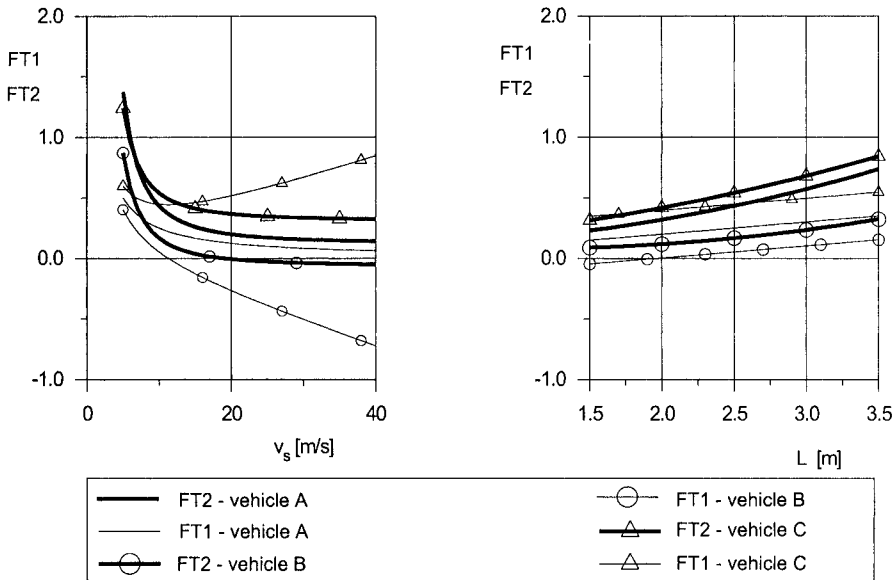 2.0
FT1
FT2
1.0
0.0
-1.0
0
20
40
v_s [m/s]
2.0
FT1
FT2
1.0
0.0
-1.0
1.5
2.0
2.5
3.0
3.5
L [m]
FT2 - vehicle A
FT1 - vehicle A
FT2 - vehicle B
FT1 - vehicle B
FT2 - vehicle C
FT1 - vehicle C